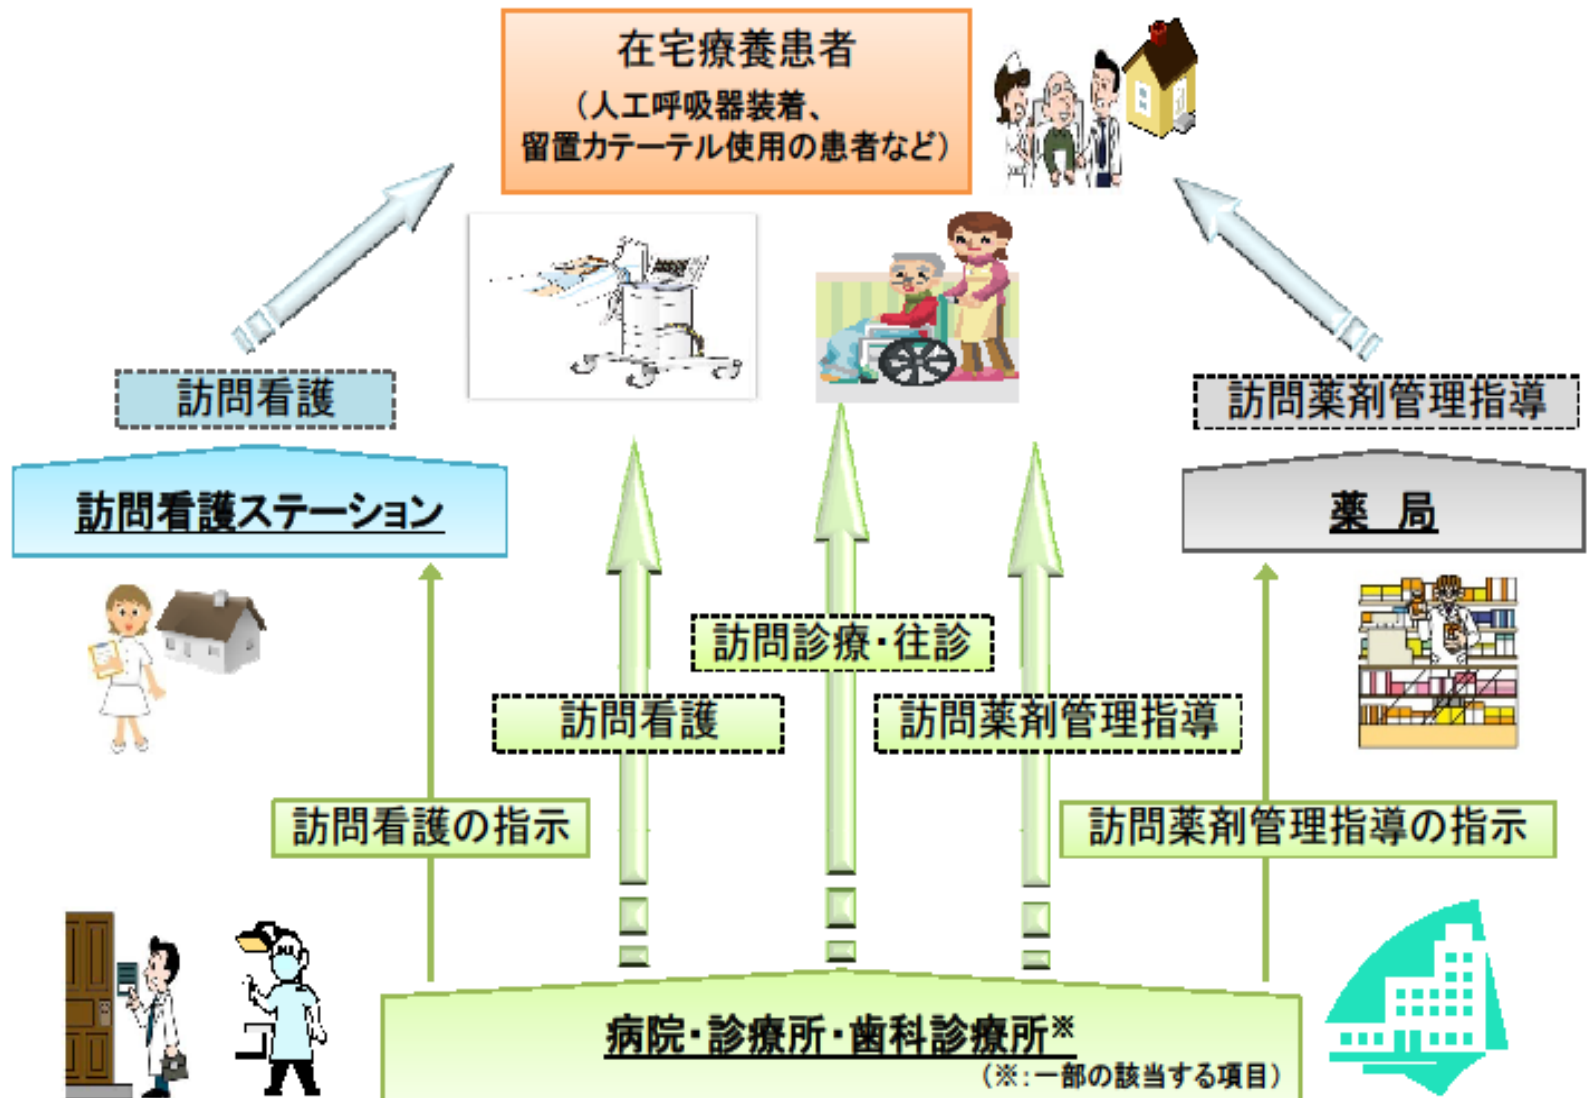 在宅療養患者
（人工呼吸器装着、
留置カテーテル使用の患者など）
訪問看護
訪問薬剤管理指導
訪問看護ステーション
薬　局
訪問診療・往診
訪問看護
訪問薬剤管理指導
訪問看護の指示
訪問薬剤管理指導の指示
病院・診療所・歯科診療所※
（※：一部の該当する項目）